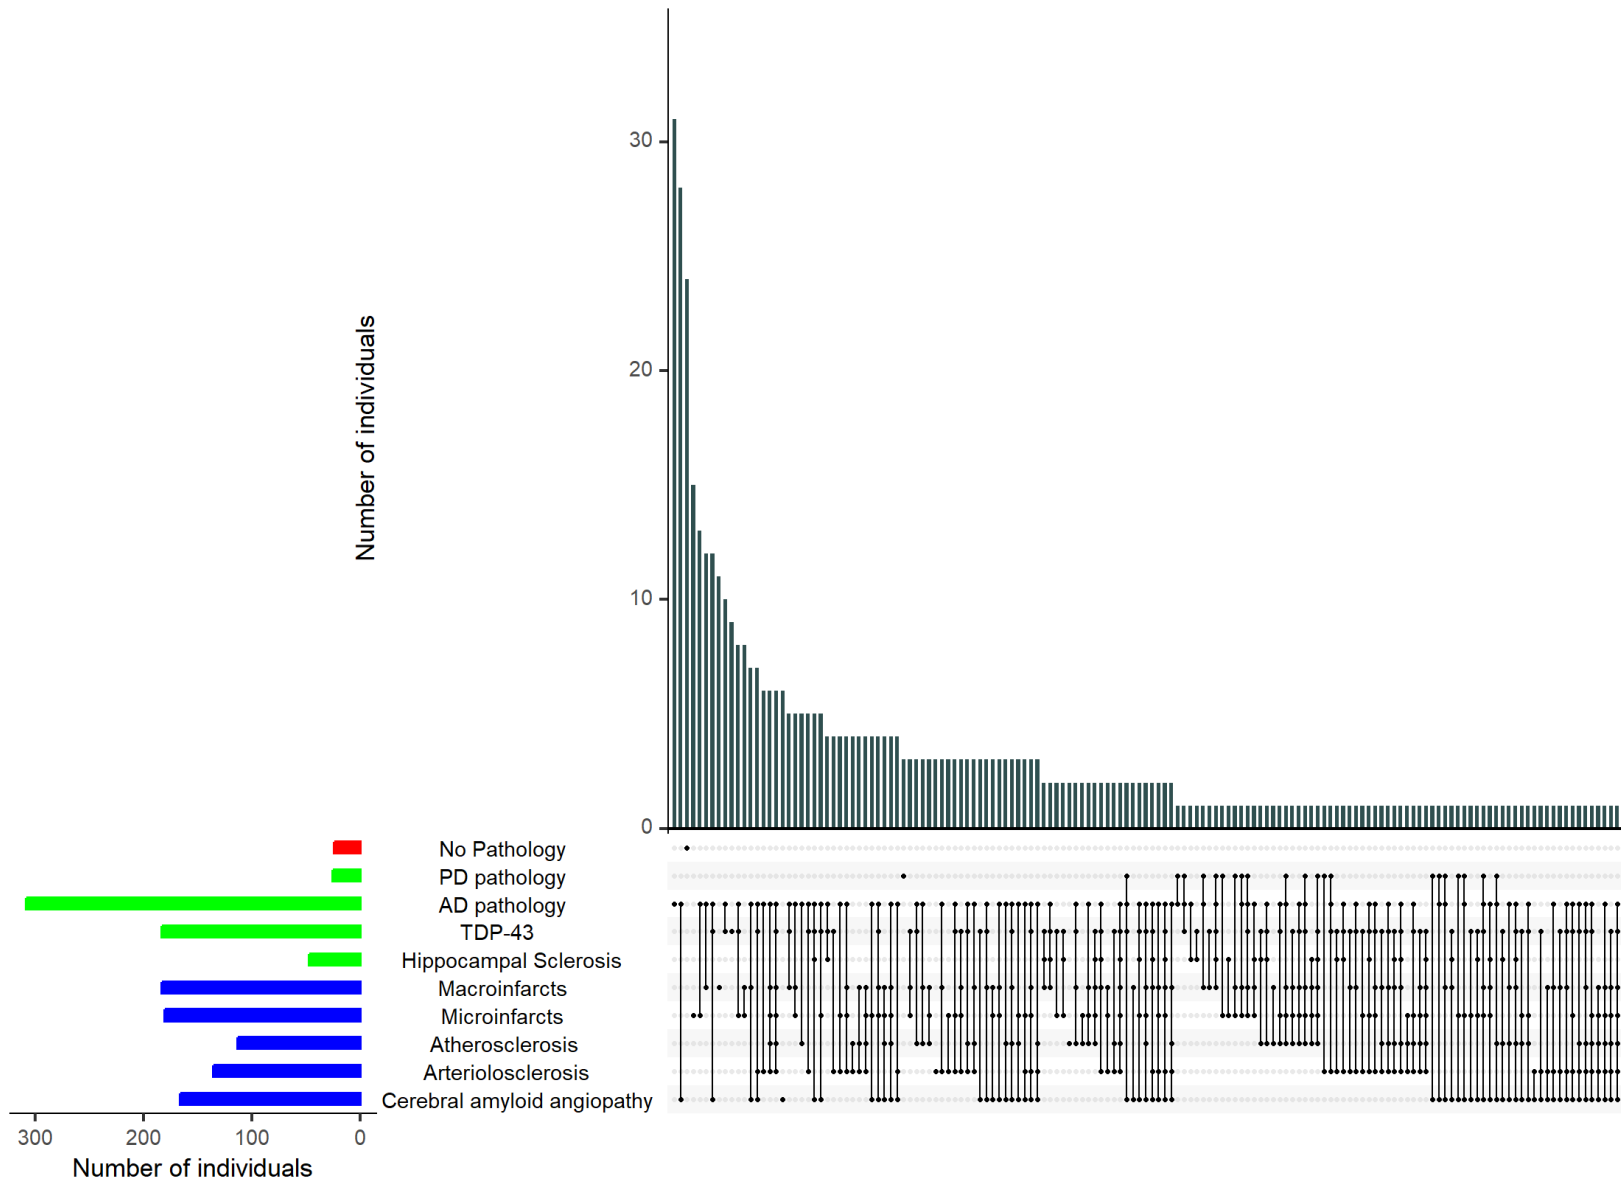 Number of individuals
30
20
10
0
No Pathology
PD pathology
AD pathology
TDP-43
Hippocampal Sclerosis
Macroinfarcts
Microinfarcts
Atherosclerosis
Arteriolosclerosis
Cerebral amyloid angiopathy
300 200 100 0
Number of individuals